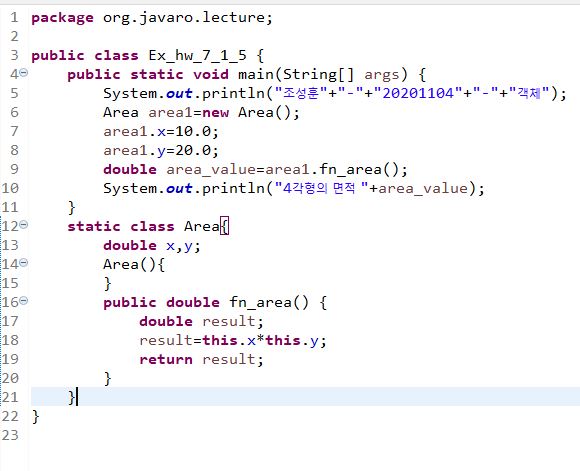 1 package org.javaro.lecture;
2
3 public class Ex_hw_7_1_5 {
4 public static void main(String[] args) {
5 System.out.println("조성훈"+"-"+"20201104"+"-"+"객체");
6 Area area1=new Area();
7 area1.x=10.0;
8 area1.y=20.0;
9 double area_value=area1.fn_area();
10 System.out.println("4각형의 면적 "+area_value);
11 }
12 static class Area{
13 double x,y;
14 Area(){
15 }
16 public double fn_area() {
17 double result;
18 result=this.x*this.y;
19 return result;
20 }
21 }
22 }
23